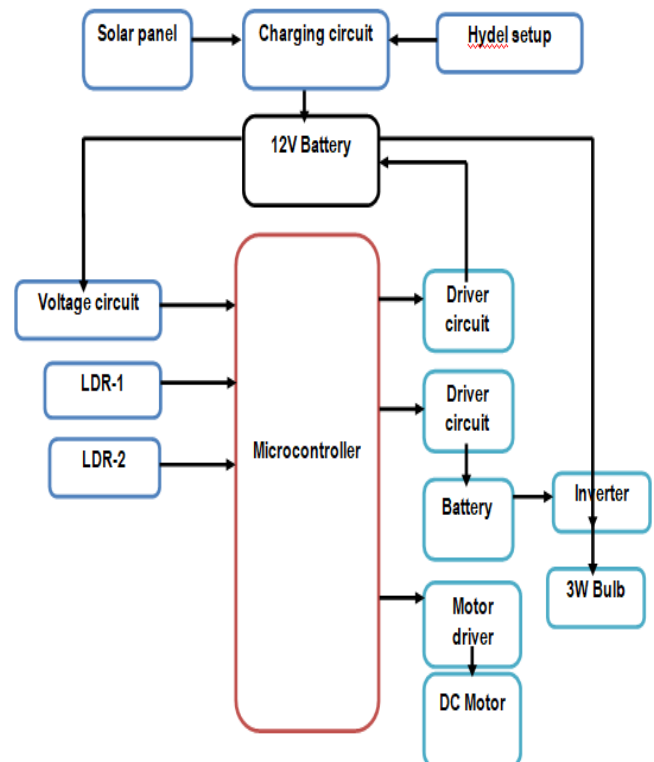 Solar panel
Charging circuit
Hydel setup
12V Battery
Voltage circuit
Driver
circuit
LDR-1
Driver
circuit
LDR-2
Microcontroller
Battery
Inverter
3W Bulb
Motor
driver
DC Motor